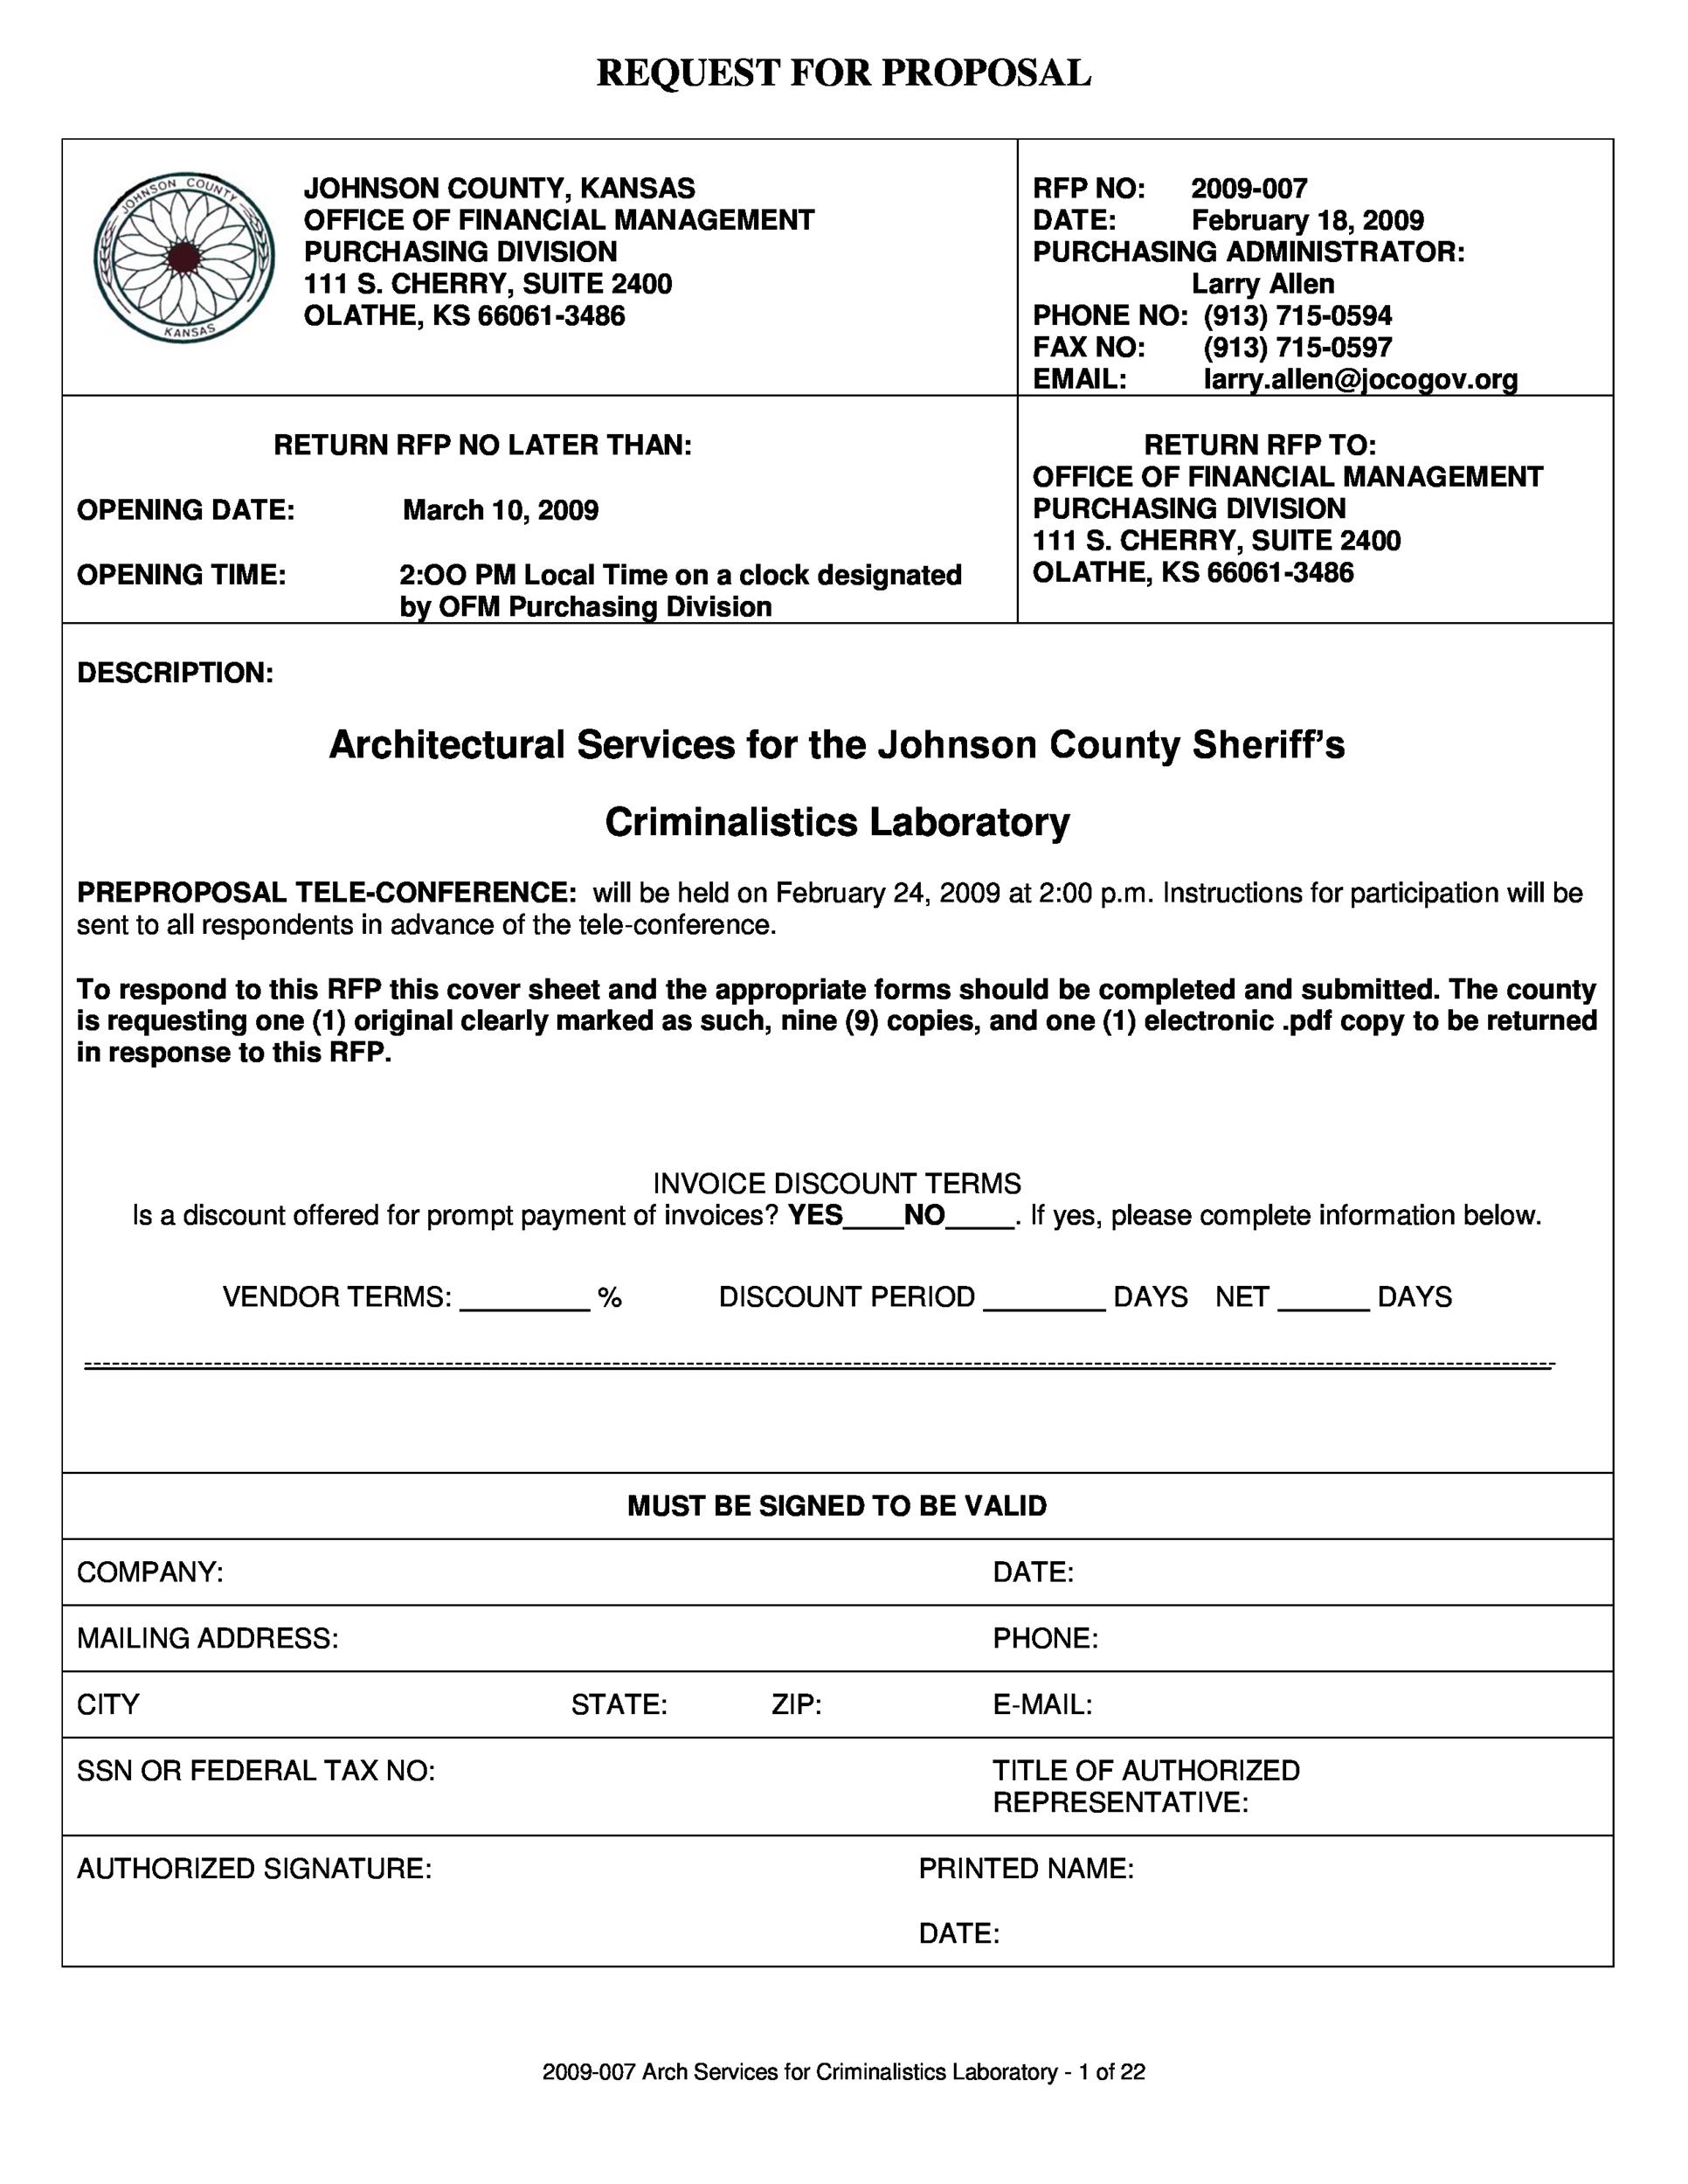 REQUEST FOR PROPOSAL
JOHNSON COUNTY
KANSAS
JOHNSON COUNTY, KANSAS
OFFICE OF FINANCIAL MANAGEMENT
PURCHASING DIVISION
111 S. CHERRY, SUITE 2400
OLATHE, KS 66061-3486
RFP NO: 2009-007
DATE: February 18, 2009
PURCHASING ADMINISTRATOR:
Larry Allen
PHONE NO: (913) 715-0594
FAX NO: (913) 715-0597
EMAIL: larry.allen@jocogov.org
RETURN RFP NO LATER THAN:
OPENING DATE: March 10, 2009
OPENING TIME: 2:OO PM Local Time on a clock designated
by OFM Purchasing Division
RETURN RFP TO:
OFFICE OF FINANCIAL MANAGEMENT
PURCHASING DIVISION
111 S. CHERRY, SUITE 2400
OLATHE, KS 66061-3486
DESCRIPTION:
Architectural Services for the Johnson County Sheriff's
Criminalistics Laboratory
PREPROPOSAL TELE-CONFERENCE: will be held on February 24, 2009 at 2:00 p.m. Instructions for participation will be
sent to all respondents in advance of the tele-conference.
To respond to this RFP this cover sheet and the appropriate forms should be completed and submitted. The county
is requesting one (1) original clearly marked as such, nine (9) copies, and one (1) electronic .pdf copy to be returned
in response to this RFP.
INVOICE DISCOUNT TERMS
Is a discount offered for prompt payment of invoices? YES____NO____. If yes, please complete information below.
VENDOR TERMS: ________ % DISCOUNT PERIOD ________ DAYS NET ______ DAYS
MUST BE SIGNED TO BE VALID
COMPANY: DATE:
MAILING ADDRESS: PHONE:
CITY STATE: ZIP: E-MAIL:
SSN OR FEDERAL TAX NO: TITLE OF AUTHORIZED
REPRESENTATIVE:
AUTHORIZED SIGNATURE: PRINTED NAME:
DATE:
2009-007 Arch Services for Criminalistics Laboratory - 1 of 22